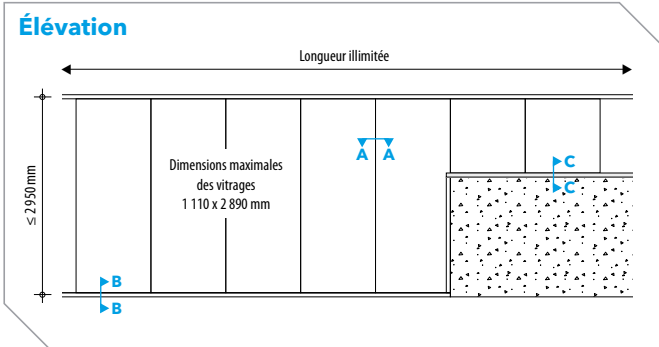 Élévation
Longueur illimitée
≤ 2 950 mm
Dimensions maximales
des vitrages
1 110 x 2 890 mm
A A
C
C
B
B